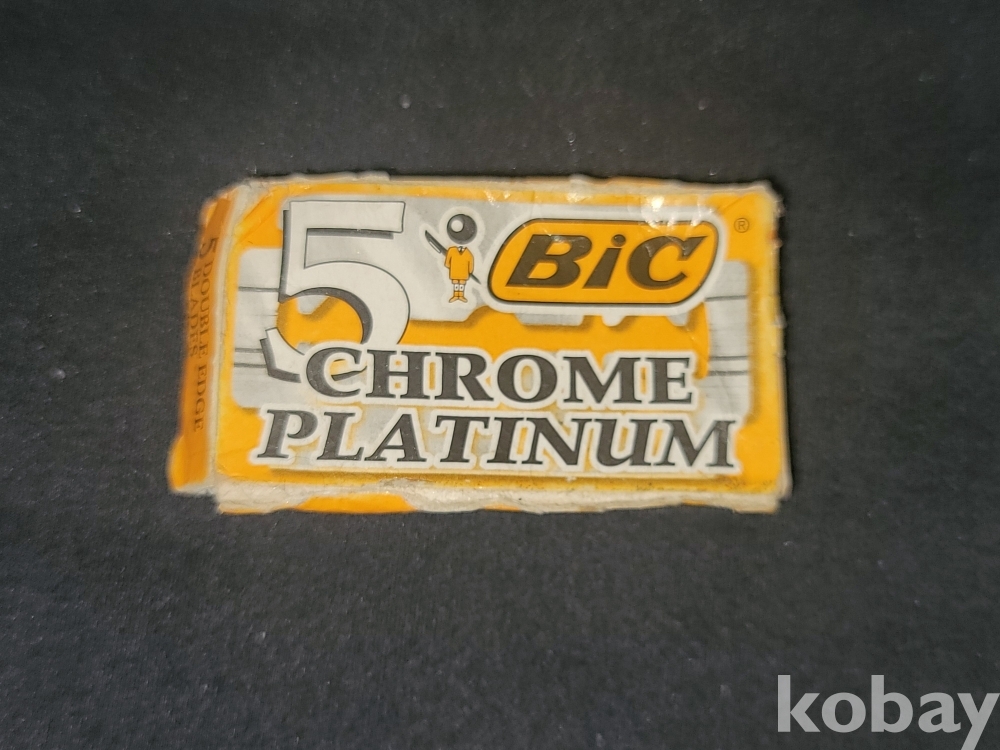 5 BiC ®
CHROME
PLATINUM
5 DOUBLE EDGE
BLADES
kobay